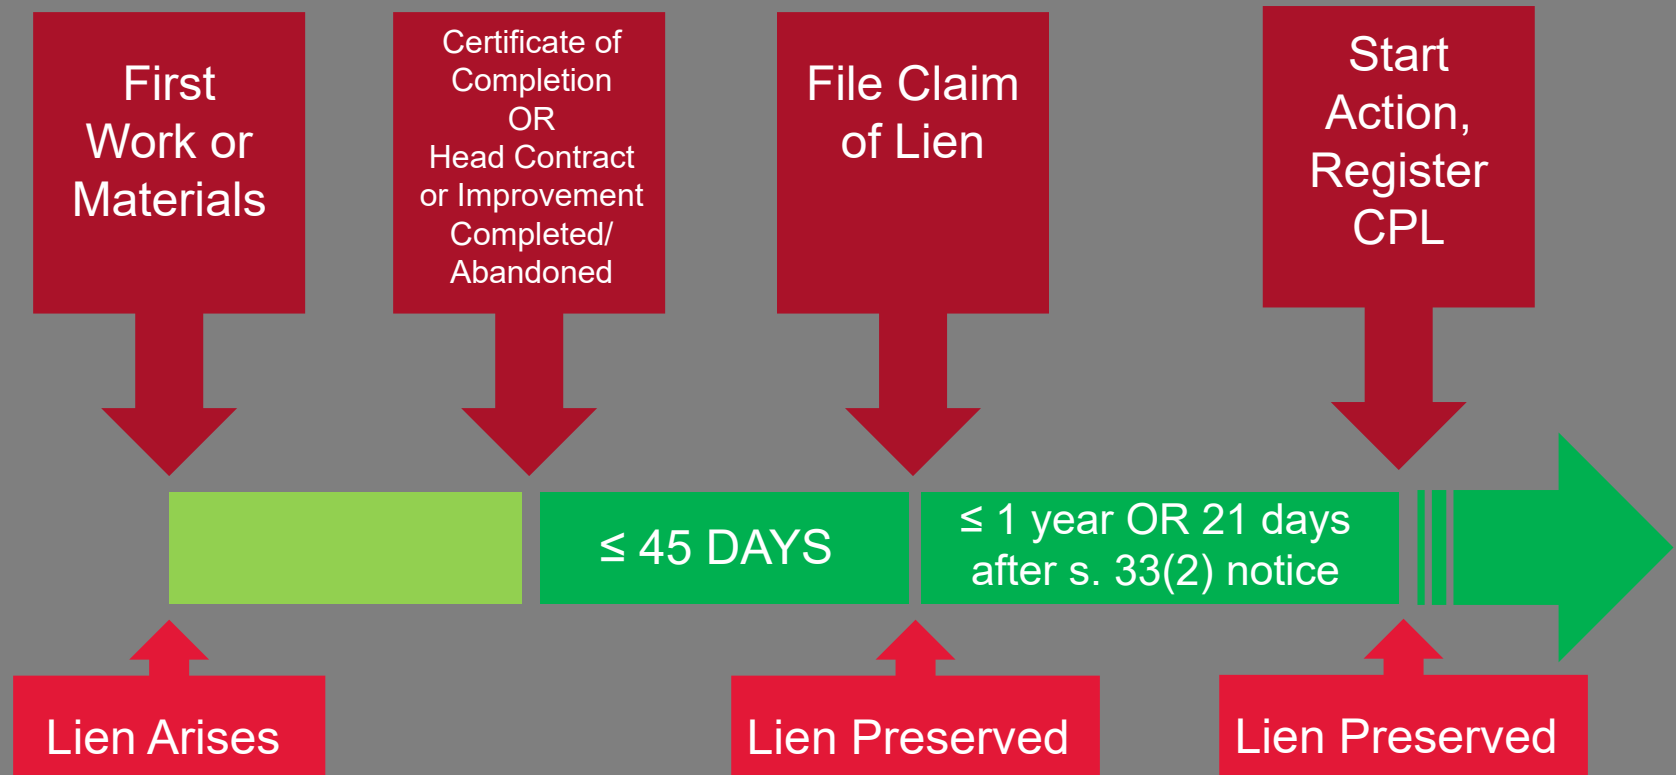 First
Work or
Materials
Certificate of
Completion
OR
Head Contract
or Improvement
Completed/
Abandoned
File Claim
of Lien
Start
Action,
Register
CPL
≤ 45 DAYS
≤ 1 year OR 21 days
after s. 33(2) notice
Lien Arises
Lien Preserved
Lien Preserved